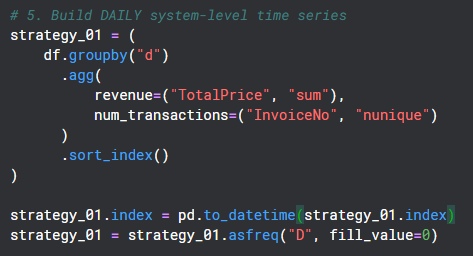 # 5. Build DAILY system-level time series
strategy_01 = (
    df.groupby("d")
      .agg(
          revenue=("TotalPrice", "sum"),
          num_transactions=("InvoiceNo", "nunique")
      )
      .sort_index()
)
strategy_01.index = pd.to_datetime(strategy_01.index)
strategy_01 = strategy_01.asfreq("D", fill_value=0)